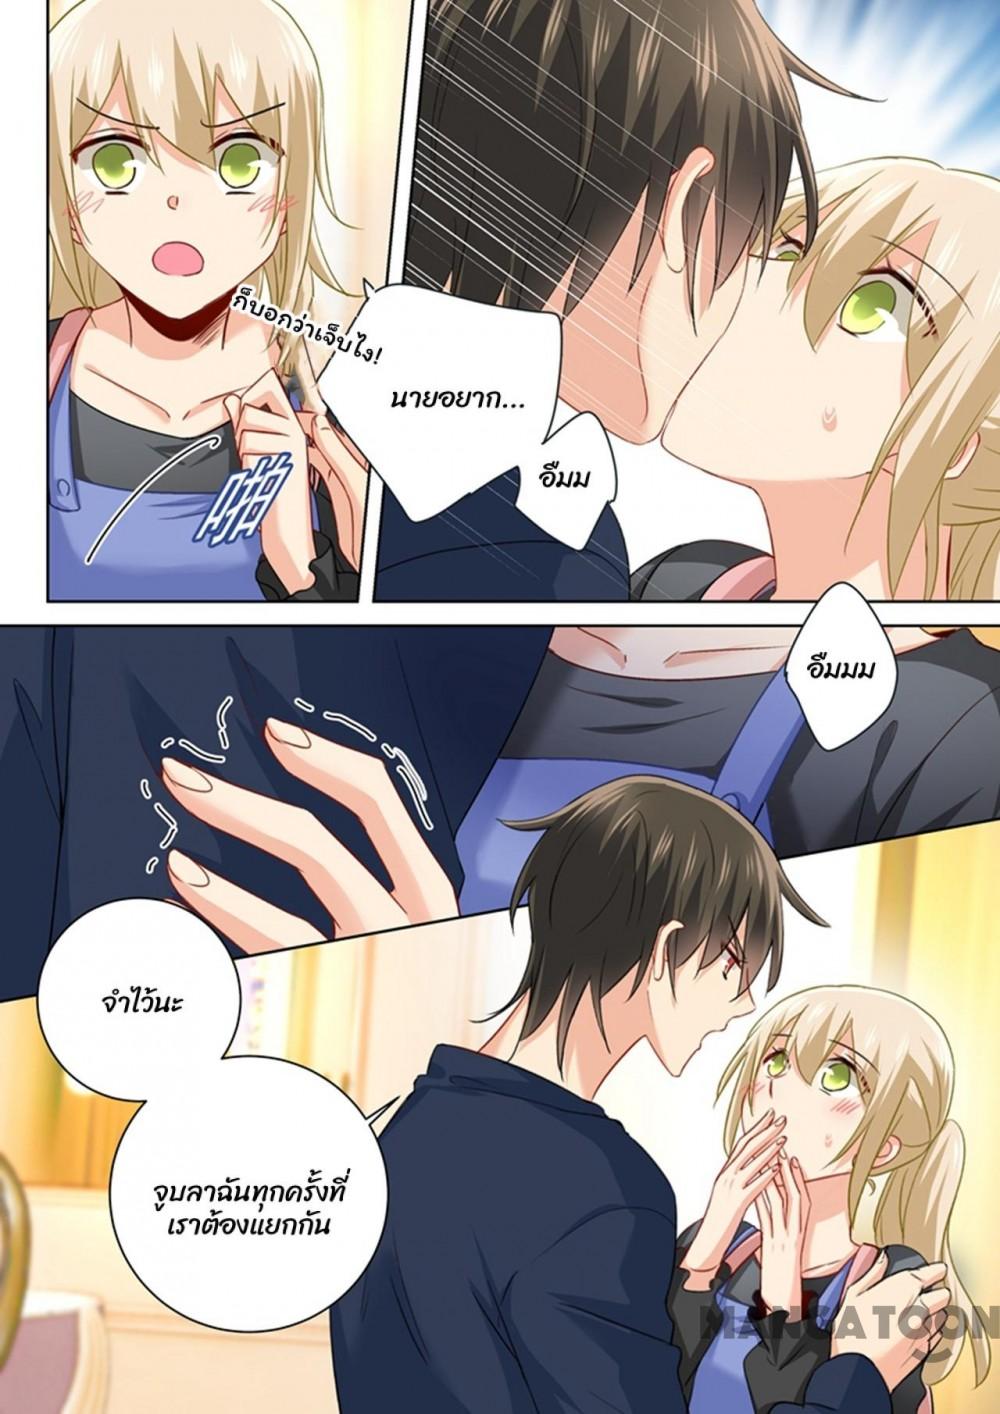 ก็บอกว่าเจ็บไง!
นายอยาก...
อืมม
啪
อืมมม
จำไว้นะ
จูบลาฉันทุกครั้งที่
เราต้องแยกกัน
MANGATOON